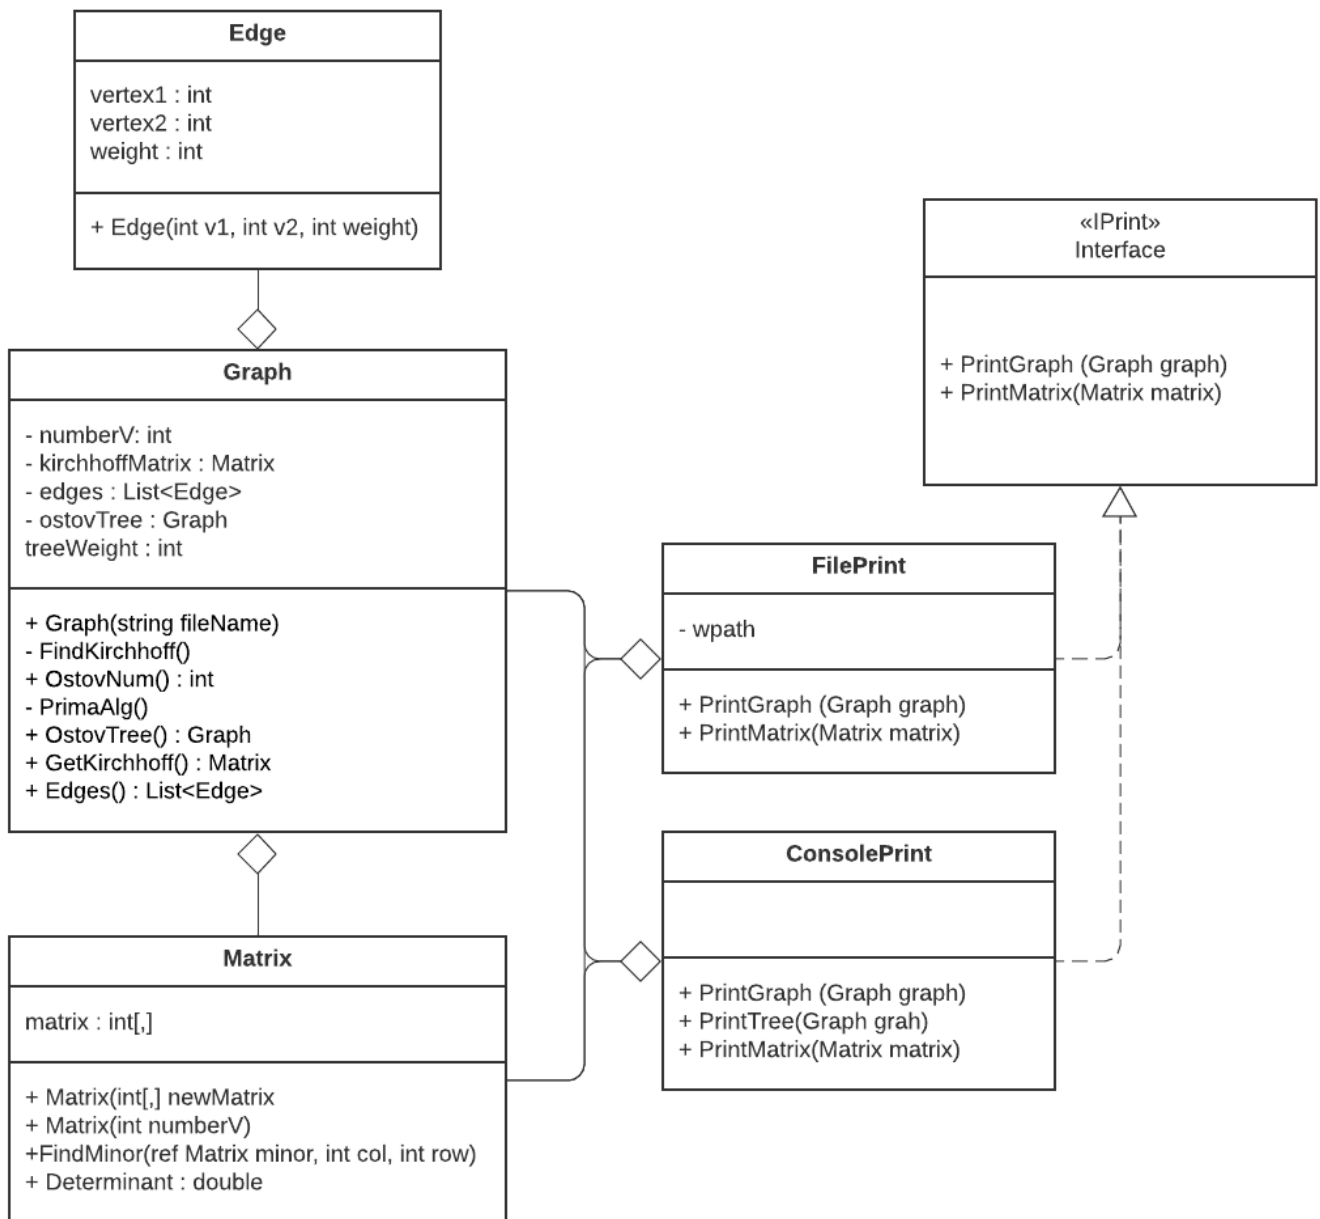 Edge
vertex1 : int
vertex2 : int
weight : int
+ Edge(int v1, int v2, int weight)
Graph
- numberV: int
- kirchhoffMatrix : Matrix
- edges : List<Edge>
- ostovTree : Graph
treeWeight : int
+ Graph(string fileName)
- FindKirchhoff()
+ OstovNum() : int
- PrimaAlg()
+ OstovTree() : Graph
+ GetKirchhoff() : Matrix
+ Edges() : List<Edge>
Matrix
matrix : int[,]
+ Matrix(int[,] newMatrix
+ Matrix(int numberV)
+FindMinor(ref Matrix minor, int col, int row)
+ Determinant : double
«IPrint»
Interface
+ PrintGraph (Graph graph)
+ PrintMatrix(Matrix matrix)
FilePrint
- wpath
+ PrintGraph (Graph graph)
+ PrintMatrix(Matrix matrix)
ConsolePrint
+ PrintGraph (Graph graph)
+ PrintTree(Graph grah)
+ PrintMatrix(Matrix matrix)